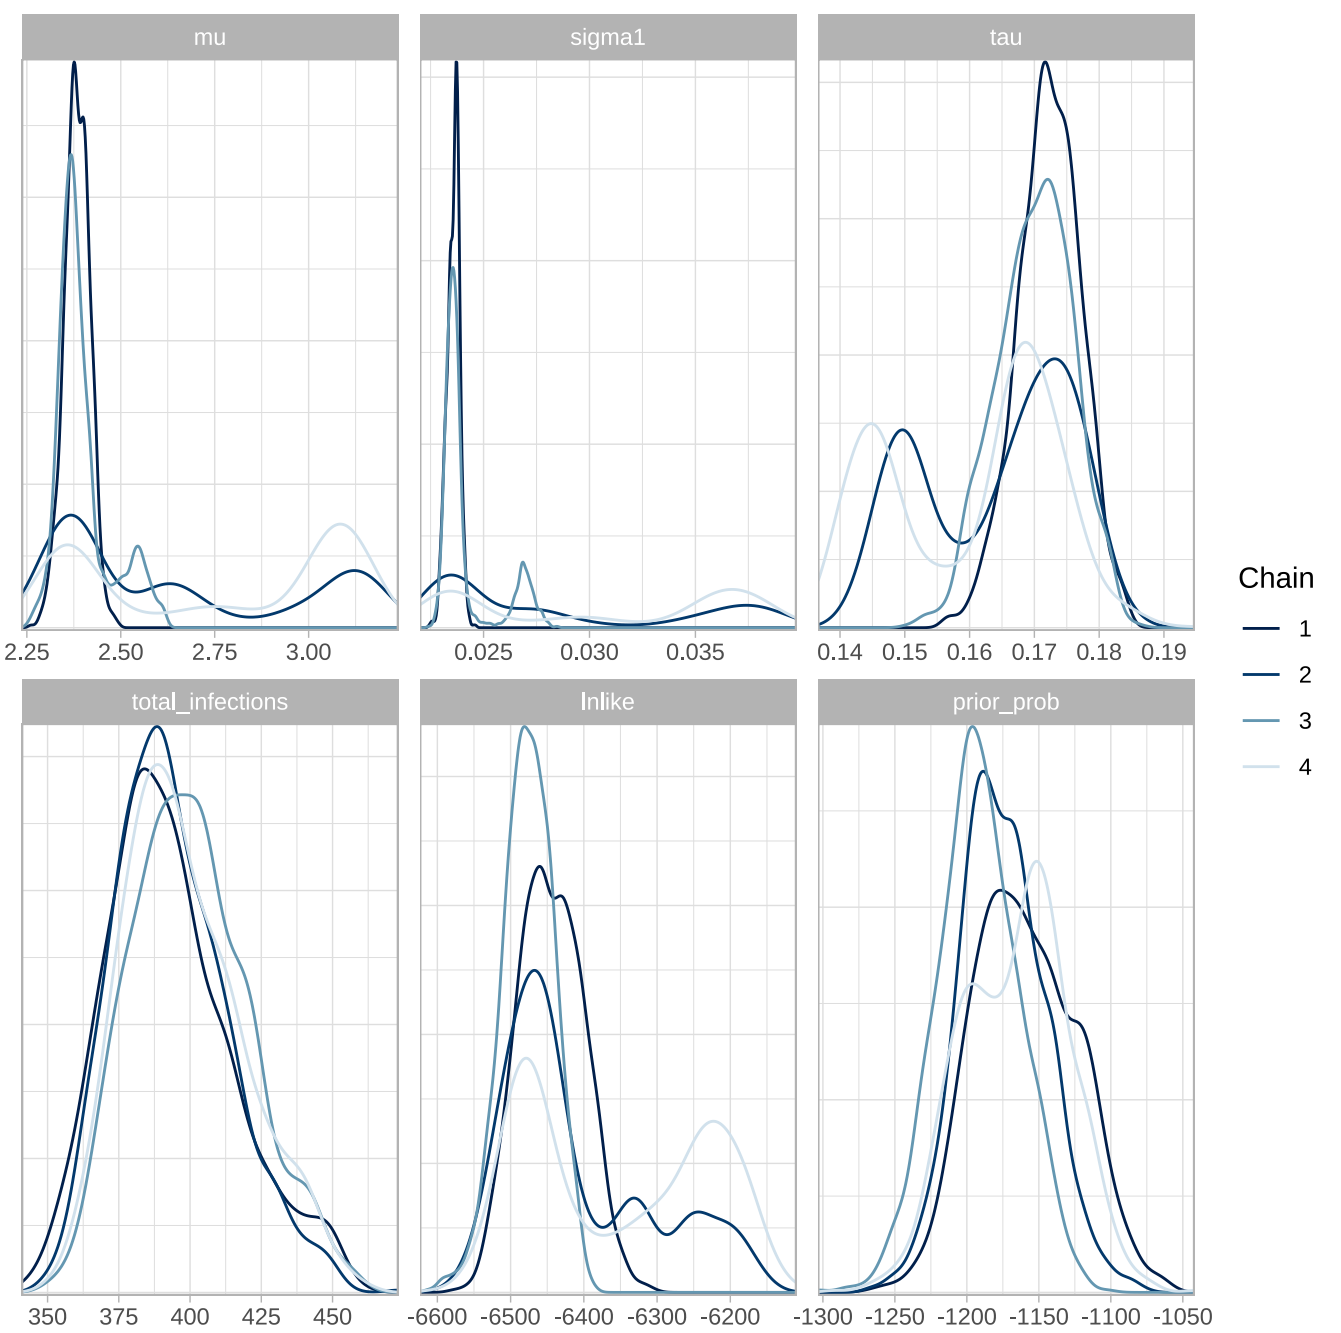 mu sigma1 tau
2.25 2.50 2.75 3.00 0.025 0.030 0.035 0.14 0.15 0.16 0.17 0.18 0.19
total_infections lnlike prior_prob
350 375 400 425 450 -6600 -6500 -6400 -6300 -6200 -1300 -1250 -1200 -1150 -1100 -1050
Chain
1
2
3
4